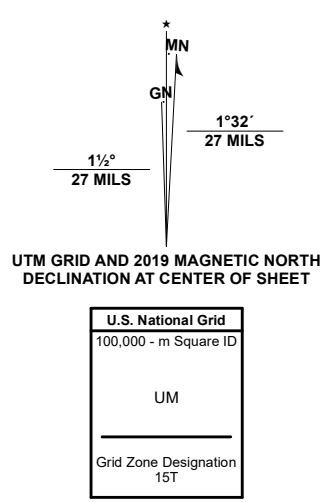 MN
GN
1°32´
27 MILS
1½°
27 MILS
UTM GRID AND 2019 MAGNETIC NORTH
DECLINATION AT CENTER OF SHEET
U.S. National Grid
100,000 - m Square ID
UM
Grid Zone Designation
15T